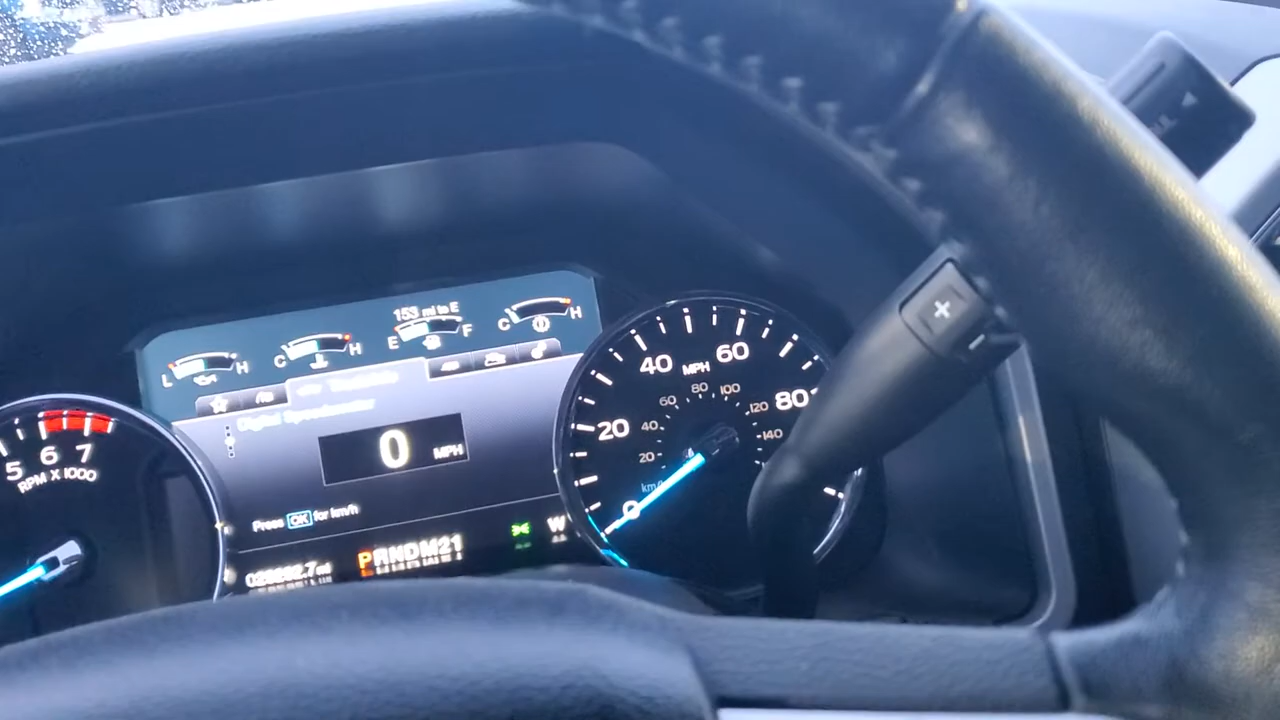 153 mi to E
L H
C H
E F
C H
Digital Speedometer
0 MPH
Press OK for km/h
PRNDM21
5 6 7
RPM X 1000
0 20 40 60 80
MPH
20 40 60 80 100 120 140
+
-